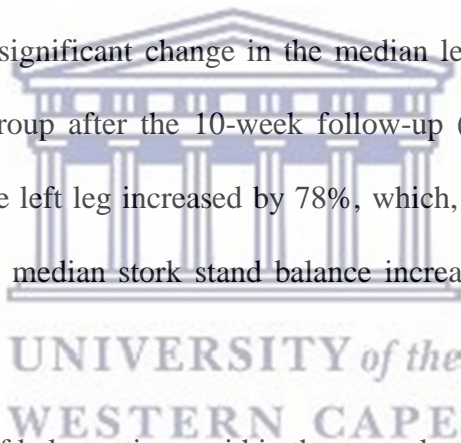 significant change in the median le
roup after the 10-week follow-up (
e left leg increased by 78%, which,
median stork stand balance increa
UNIVERSITY of the
WESTERN CAPE